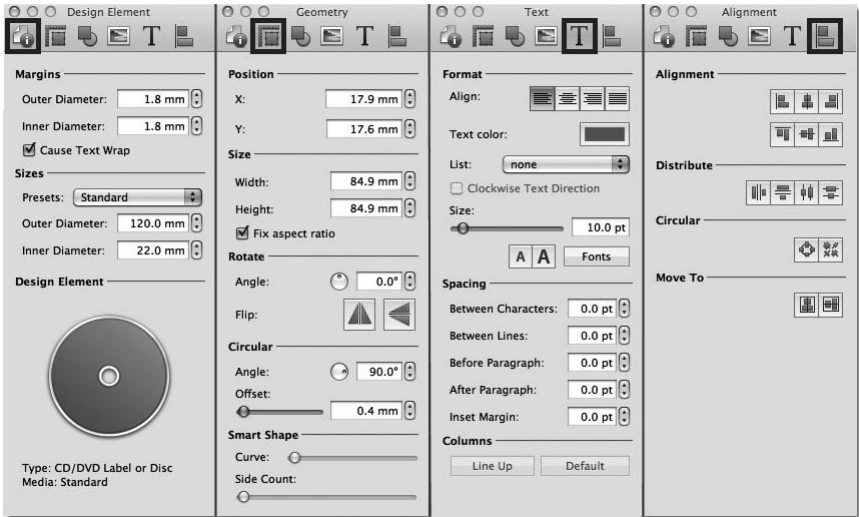 Design Element
Margins
Outer Diameter: 1.8 mm
Inner Diameter: 1.8 mm
Cause Text Wrap
Sizes
Presets: Standard
Outer Diameter: 120.0 mm
Inner Diameter: 22.0 mm
Design Element
Type: CD/DVD Label or Disc
Media: Standard
Geometry
Position
X: 17.9 mm
Y: 17.6 mm
Size
Width: 84.9 mm
Height: 84.9 mm
Fix aspect ratio
Rotate
Angle: 0.0°
Flip:
Circular
Angle: 90.0°
Offset:
0.4 mm
Smart Shape
Curve:
Side Count:
Text
T
Format
Align:
Text color:
List: none
Clockwise Text Direction
Size:
10.0 pt
A A Fonts
Spacing
Between Characters: 0.0 pt
Between Lines: 0.0 pt
Before Paragraph: 0.0 pt
After Paragraph: 0.0 pt
Inset Margin: 0.0 pt
Columns
Line Up Default
Alignment
Alignment
Distribute
Circular
Move To